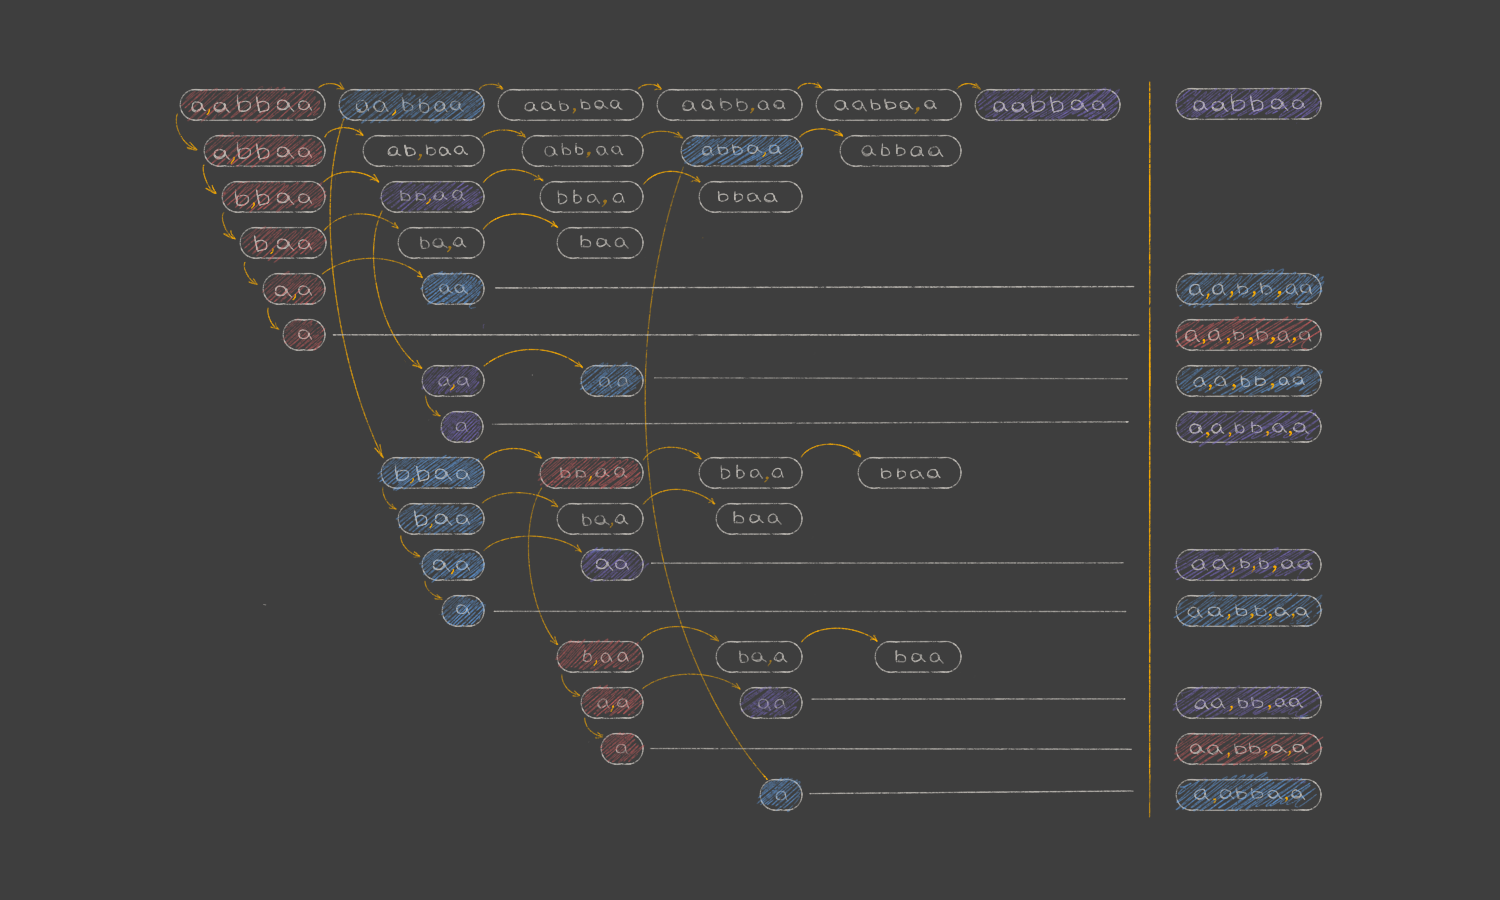 a,abbaa aa,bbaa aab,baa aabb,aa aabba,a aabbaa aabbaa
a,bbaa ab,baa abb,aa abba,a abbaa
b,baa bb,aa bba,a bbaa
b,aa ba,a baa
a,a aa a,a,b,b,aa
a a,a,b,b,a,a
a,a aa a,a,bb,aa
a a,a,bb,a,a
b,baa bb,aa bba,a bbaa
b,aa ba,a baa
a,a aa aa,b,b,aa
a aa,b,b,a,a
b,aa ba,a baa
a,a aa aa,bb,aa
a aa,bb,a,a
a a,abba,a